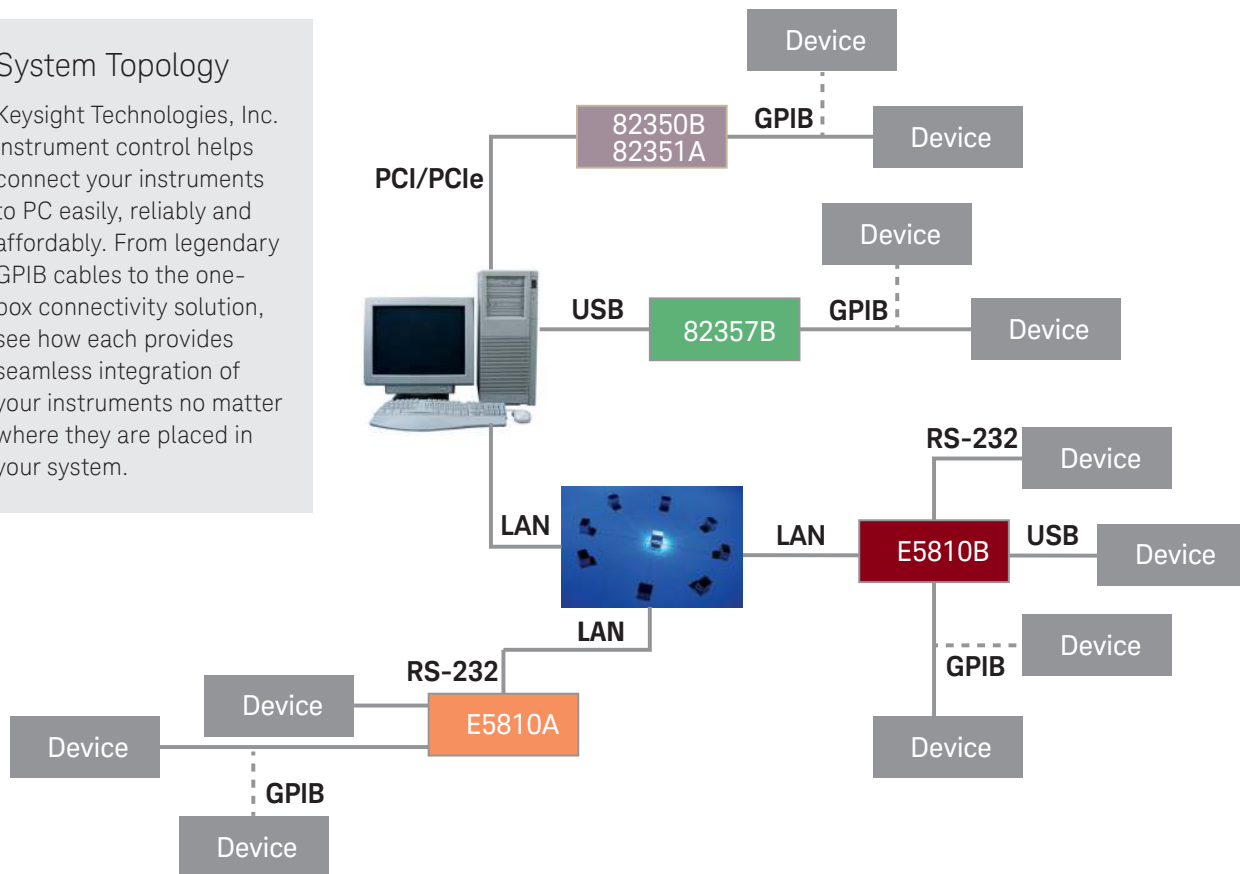 System Topology
Keysight Technologies, Inc.
instrument control helps
connect your instruments
to PC easily, reliably and
affordably. From legendary
GPIB cables to the one-
box connectivity solution,
see how each provides
seamless integration of
your instruments no matter
where they are placed in
your system.
Device
82350B
82351A
GPIB
Device
PCI/PCIe
Device
USB
82357B
GPIB
Device
RS-232
Device
LAN
LAN
E5810B
USB
Device
LAN
GPIB
Device
RS-232
Device
E5810A
Device
Device
GPIB
Device